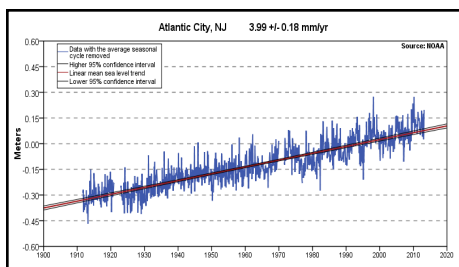 Atlantic City, NJ 3.99 +/- 0.18 mm/yr
Source: NOAA
Data with the average seasonal
cycle removed
Higher 95% confidence interval
Linear mean sea level trend
Lower 95% confidence interval
Meters
0.60
0.45
0.30
0.15
0.00
-0.15
-0.30
-0.45
-0.60
1900 1910 1920 1930 1940 1950 1960 1970 1980 1990 2000 2010 2020